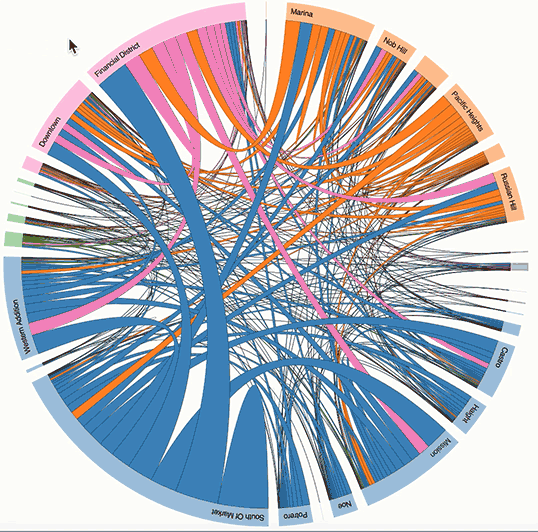 Marina
Nob Hill
Pacific Heights
Russian Hill
Castro
Haight
Mission
Noe
Potrero
South Of Market
Western Addition
Downtown
Financial District